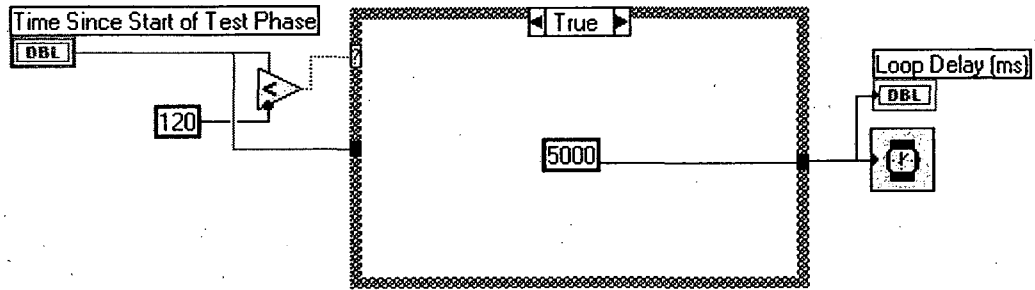 Time Since Start of Test Phase
DBL
True
?
<
120
5000
Loop Delay (ms)
DBL